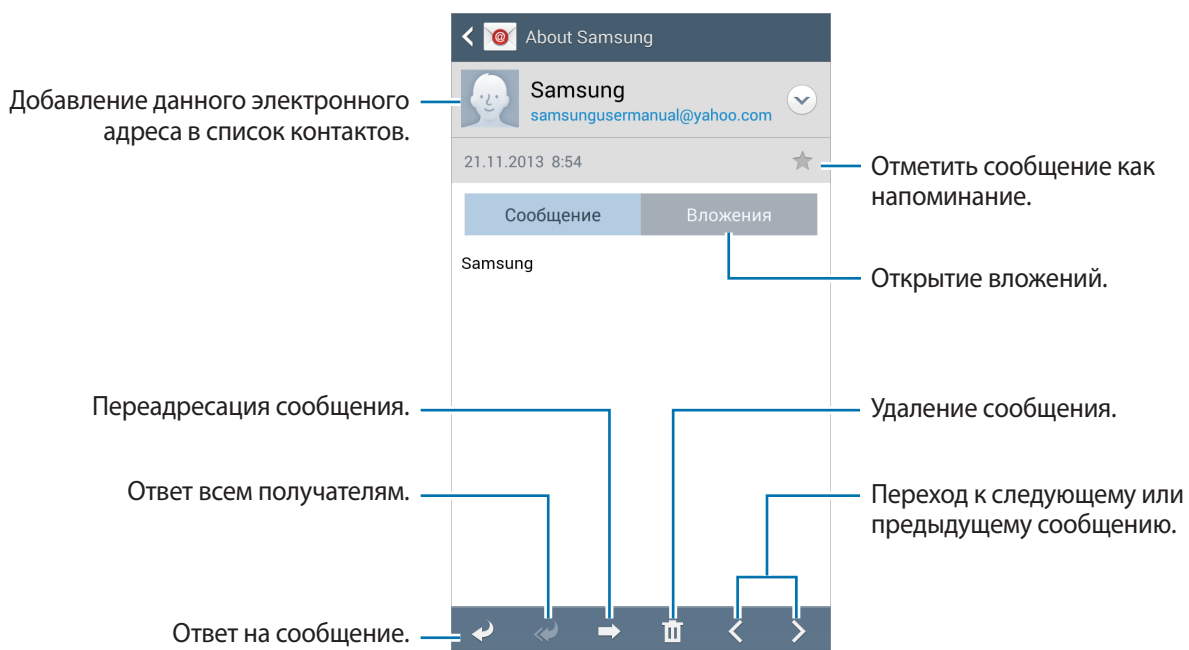 About Samsung
Samsung
samsungusermanual@yahoo.com
21.11.2013 8:54
Сообщение
Вложения
Samsung
Добавление данного электронного
адреса в список контактов.
Отметить сообщение как
напоминание.
Открытие вложений.
Переадресация сообщения.
Удаление сообщения.
Ответ всем получателям.
Переход к следующему или
предыдущему сообщению.
Ответ на сообщение.